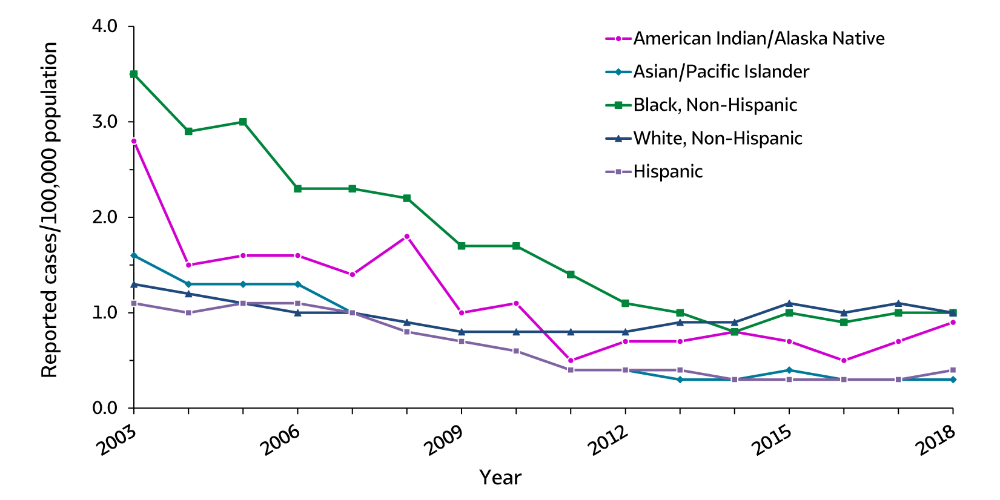 4.0
3.0
2.0
1.0
0.0
Reported cases/100,000 population
American Indian/Alaska Native
Asian/Pacific Islander
Black, Non-Hispanic
White, Non-Hispanic
Hispanic
2003
2006
2009
2012
2015
2018
Year